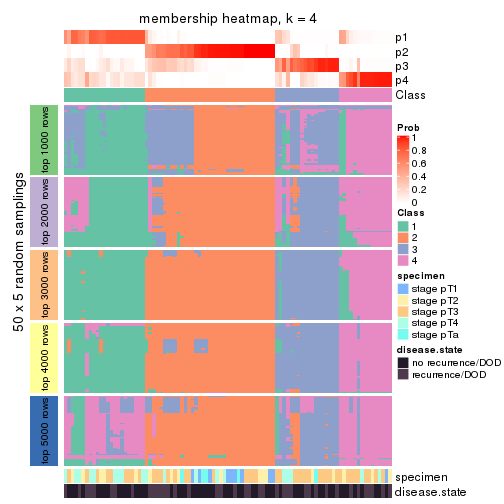 membership heatmap, k = 4
p1
p2
p3
p4
Class
50 x 5 random samplings
top 1000 rows
top 2000 rows
top 3000 rows
top 4000 rows
top 5000 rows
Prob
1
0.8
0.6
0.4
0.2
0
Class
1
2
3
4
specimen
stage pT1
stage pT2
stage pT3
stage pT4
stage pTa
disease.state
no recurrence/DOD
recurrence/DOD
specimen
disease.state